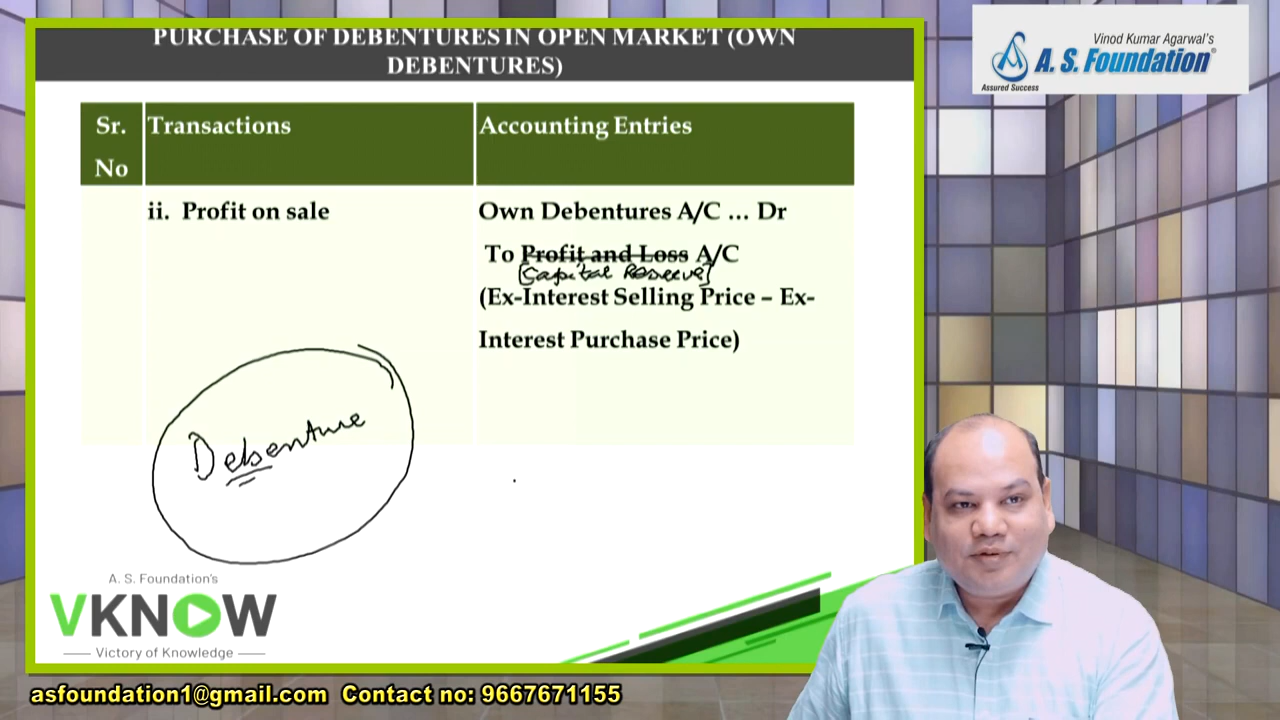 PURCHASE OF DEBENTURES IN OPEN MARKET (OWN
DEBENTURES)
Vinod Kumar Agarwal's
A. S. Foundation®
Assured Success
Sr.
No
Transactions
Accounting Entries
ii. Profit on sale
Own Debentures A/C ... Dr
To Profit and Loss A/C
[Capital Reserve]
(Ex-Interest Selling Price – Ex-
Interest Purchase Price)
Debenture
A. S. Foundation's
VKNOW
Victory of Knowledge
asfoundation1@gmail.com Contact no: 9667671155